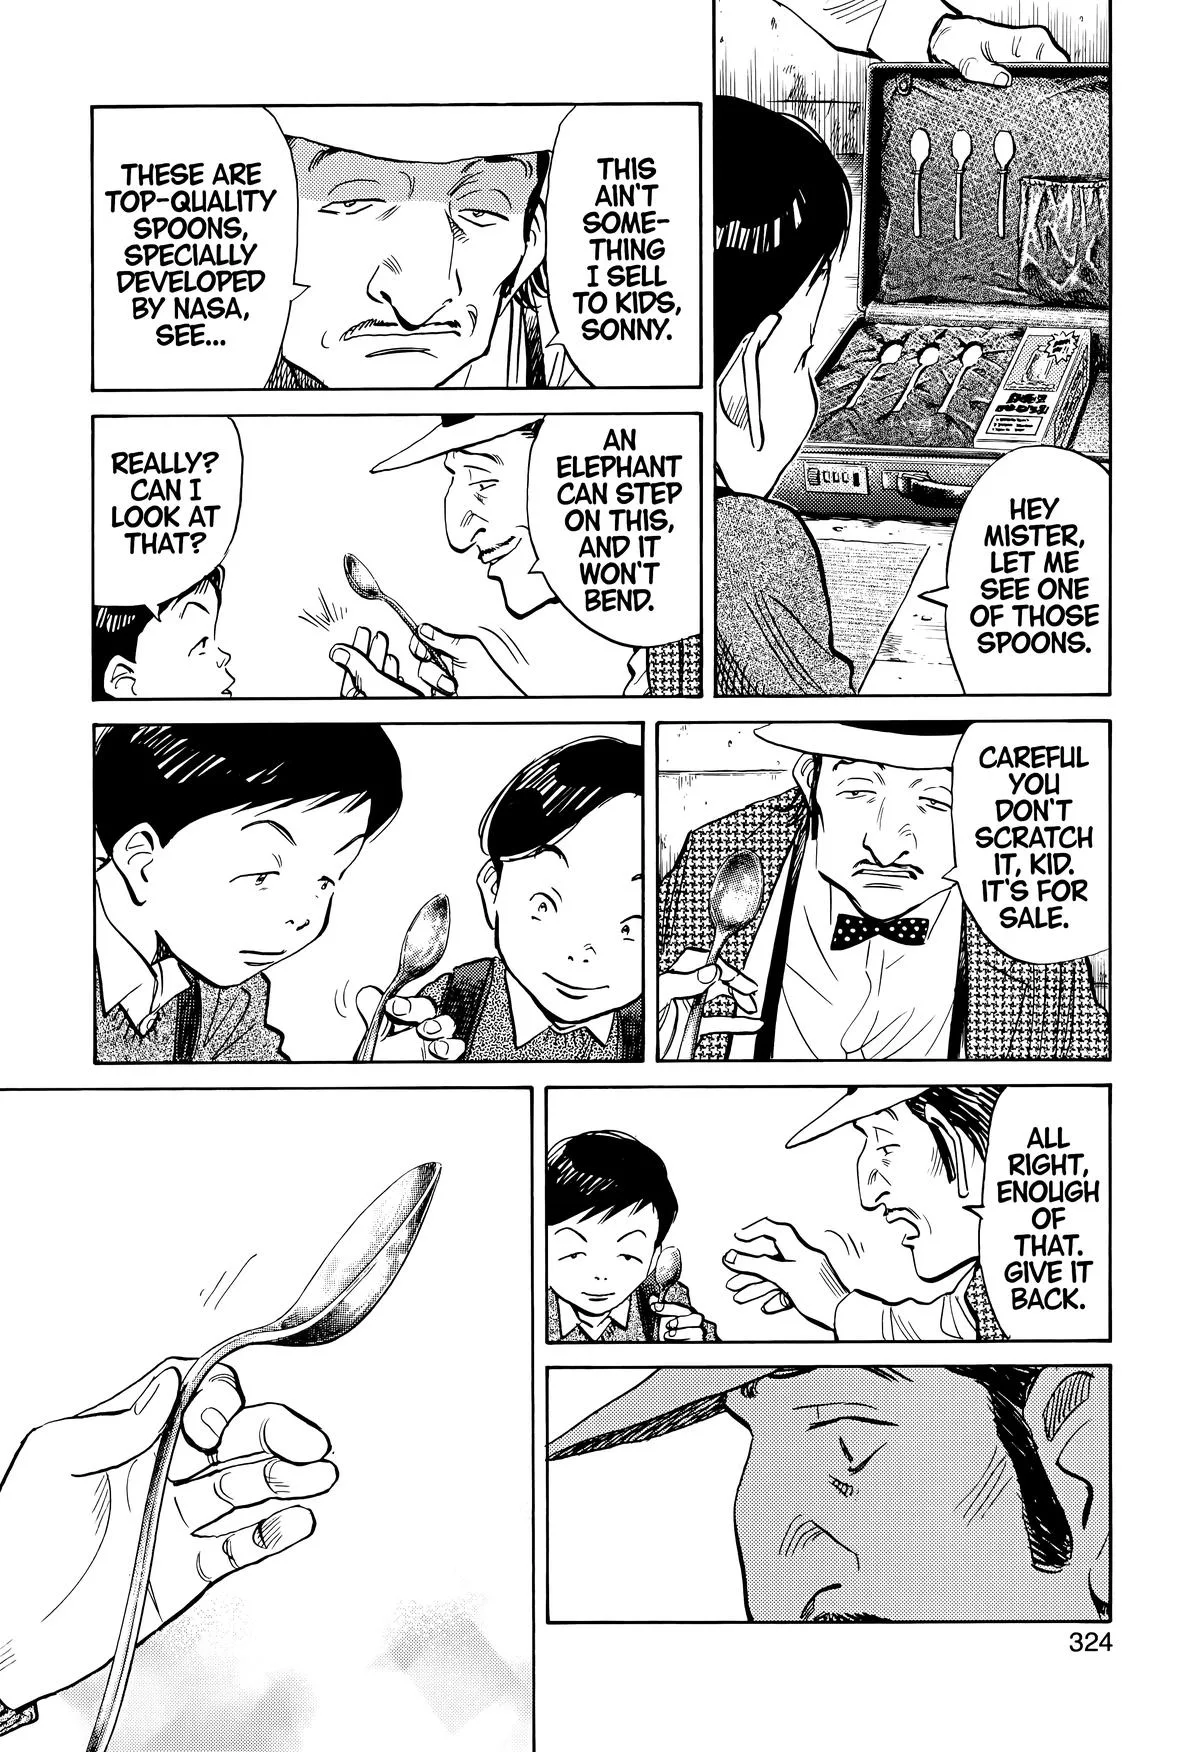 HEY
MISTER,
LET ME
SEE ONE
OF THOSE
SPOONS.
THIS
AIN'T
SOME-
THING
I SELL
TO KIDS,
SONNY.
THESE ARE
TOP-QUALITY
SPOONS,
SPECIALLY
DEVELOPED
BY NASA,
SEE...
AN
ELEPHANT
CAN STEP
ON THIS,
AND IT
WON'T
BEND.
REALLY?
CAN I
LOOK AT
THAT?
CAREFUL
YOU
DON'T
SCRATCH
IT, KID.
IT'S FOR
SALE.
ALL
RIGHT,
ENOUGH
OF
THAT.
GIVE IT
BACK.
324